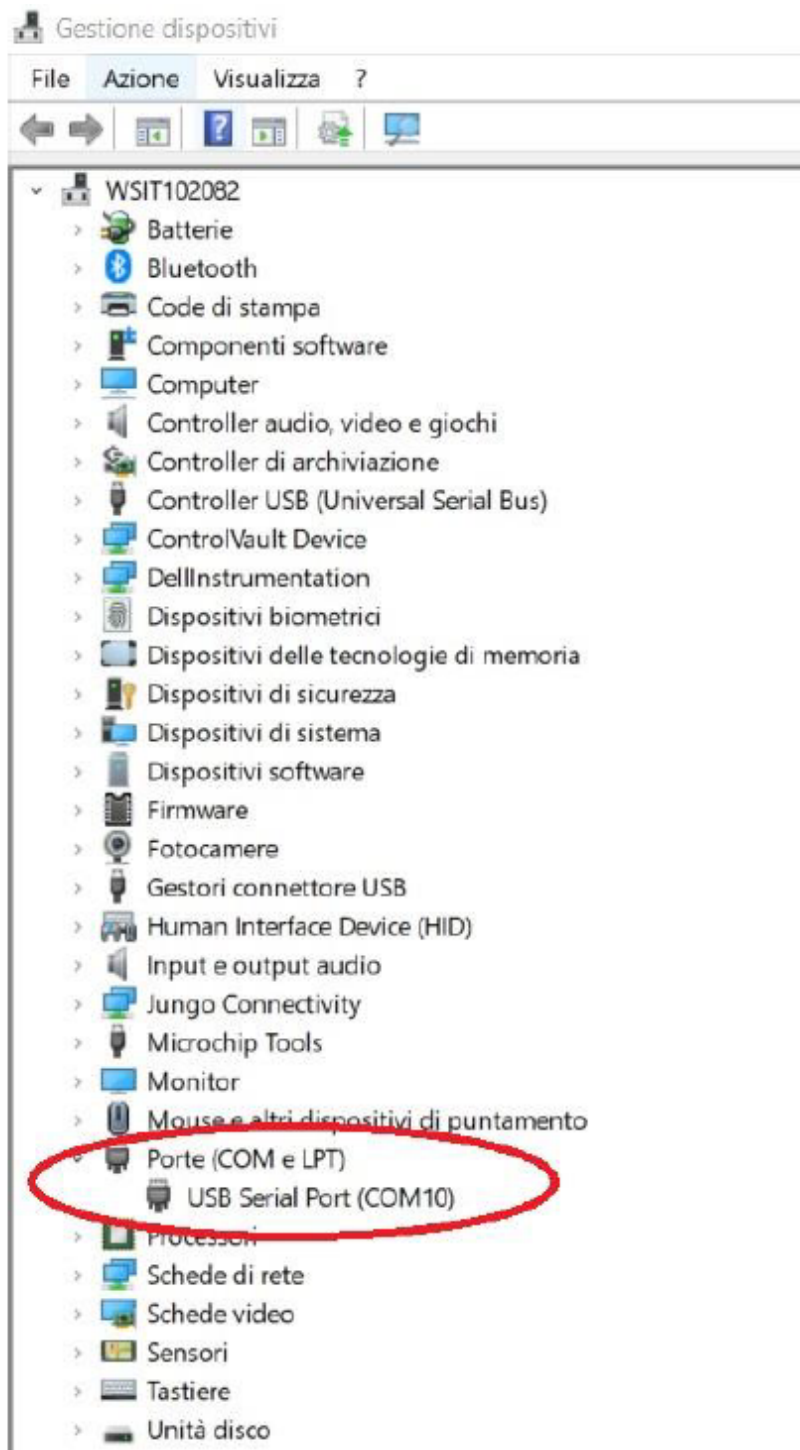 Gestione dispositivi
File Azione Visualizza ?
WSIT102082
Batterie
Bluetooth
Code di stampa
Componenti software
Computer
Controller audio, video e giochi
Controller di archiviazione
Controller USB (Universal Serial Bus)
ControlVault Device
DellInstrumentation
Dispositivi biometrici
Dispositivi delle tecnologie di memoria
Dispositivi di sicurezza
Dispositivi di sistema
Dispositivi software
Firmware
Fotocamere
Gestori connettore USB
Human Interface Device (HID)
Input e output audio
Jungo Connectivity
Microchip Tools
Monitor
Mouse e altri dispositivi di puntamento
Porte (COM e LPT)
USB Serial Port (COM10)
Processori
Schede di rete
Schede video
Sensori
Tastiere
Unità disco